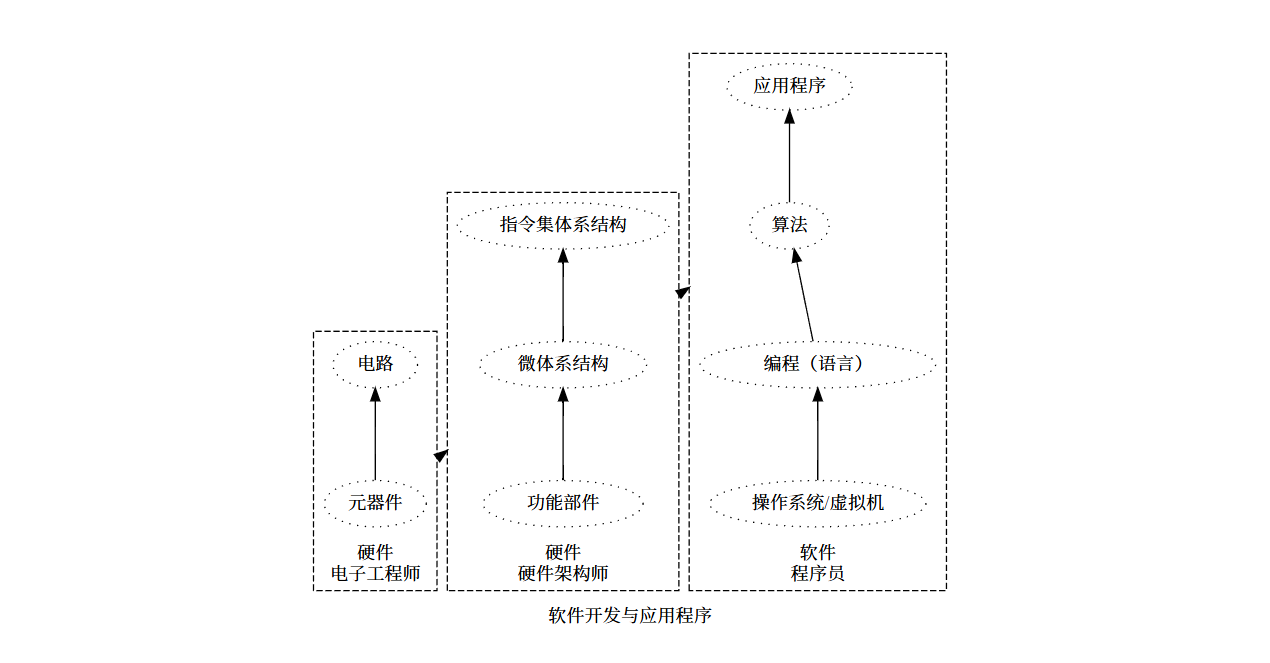 应用程序
指令集体系结构
算法
电路
微体系结构
编程（语言）
元器件
功能部件
操作系统/虚拟机
硬件
电子工程师
硬件
硬件架构师
软件
程序员
软件开发与应用程序